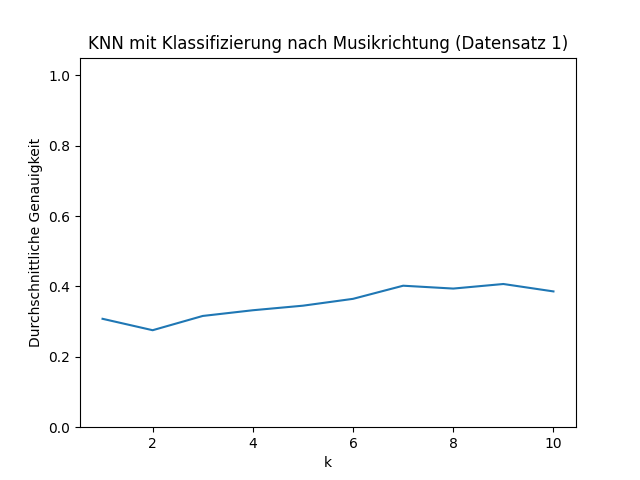 KNN mit Klassifizierung nach Musikrichtung (Datensatz 1)
1.0
0.8
0.6
0.4
0.2
0.0
Durchschnittliche Genauigkeit
2 4 6 8 10
k